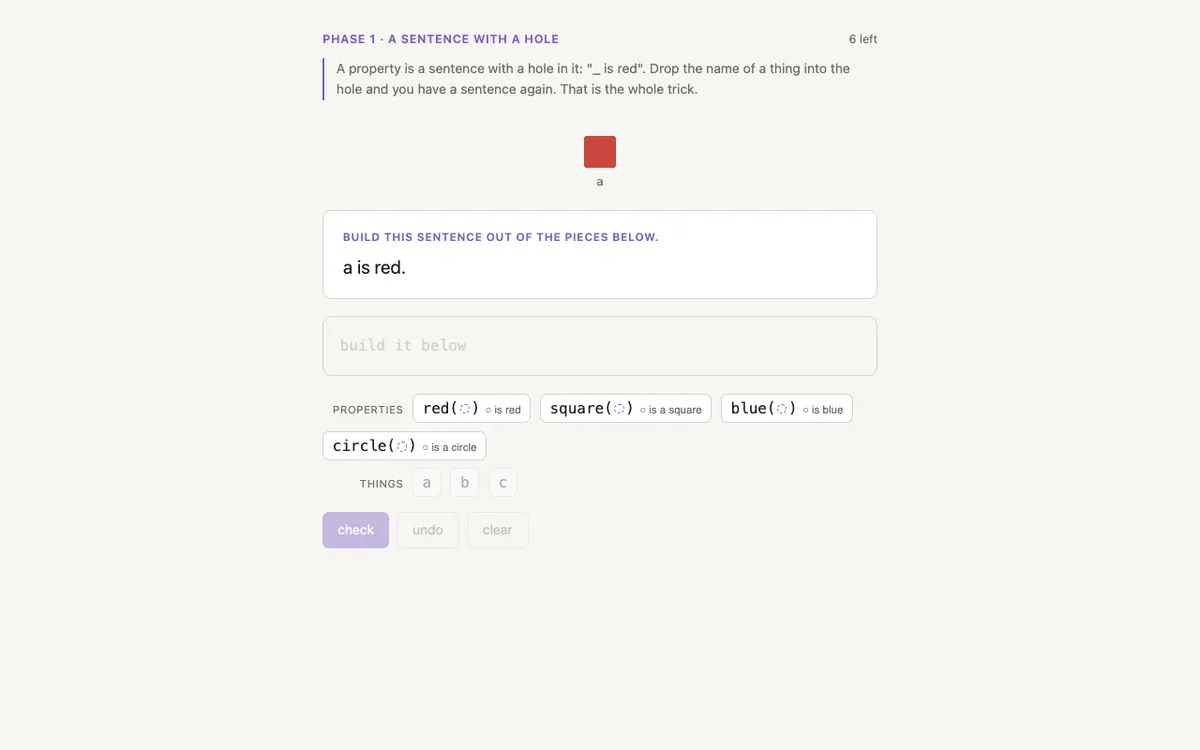 PHASE 1 · A SENTENCE WITH A HOLE
6 left
A property is a sentence with a hole in it: "_ is red". Drop the name of a thing into the
hole and you have a sentence again. That is the whole trick.
a
BUILD THIS SENTENCE OUT OF THE PIECES BELOW.
a is red.
build it below
PROPERTIES red(◌) ○ is red square(◌) ○ is a square blue(◌) ○ is blue
circle(◌) ○ is a circle
THINGS a b c
check undo clear